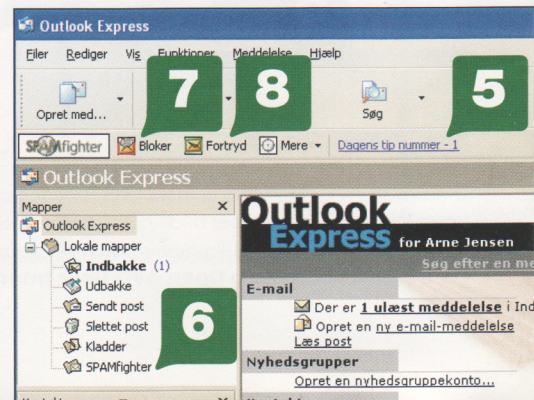 Outlook Express
Filer Rediger Vis Funktioner Meddelelse Hjælp
7 8 5
Opret med... Søg
SPAMfighter Bloker Fortryd Mere Dagens tip nummer - 1
Outlook Express
Mapper x
Outlook Express
Outlook Express
Lokale mapper
Express for Arne Jensen
Indbakke (1)
Søg efter en me
Udbakke
E-mail
Sendt post
Der er 1 ulæst meddelelse i Ind
6
Slettet post
Opret en ny e-mail-meddelelse
Kladder
Læs post
SPAMfighter
Nyhedsgrupper
Opret en nyhedsgruppekonto...